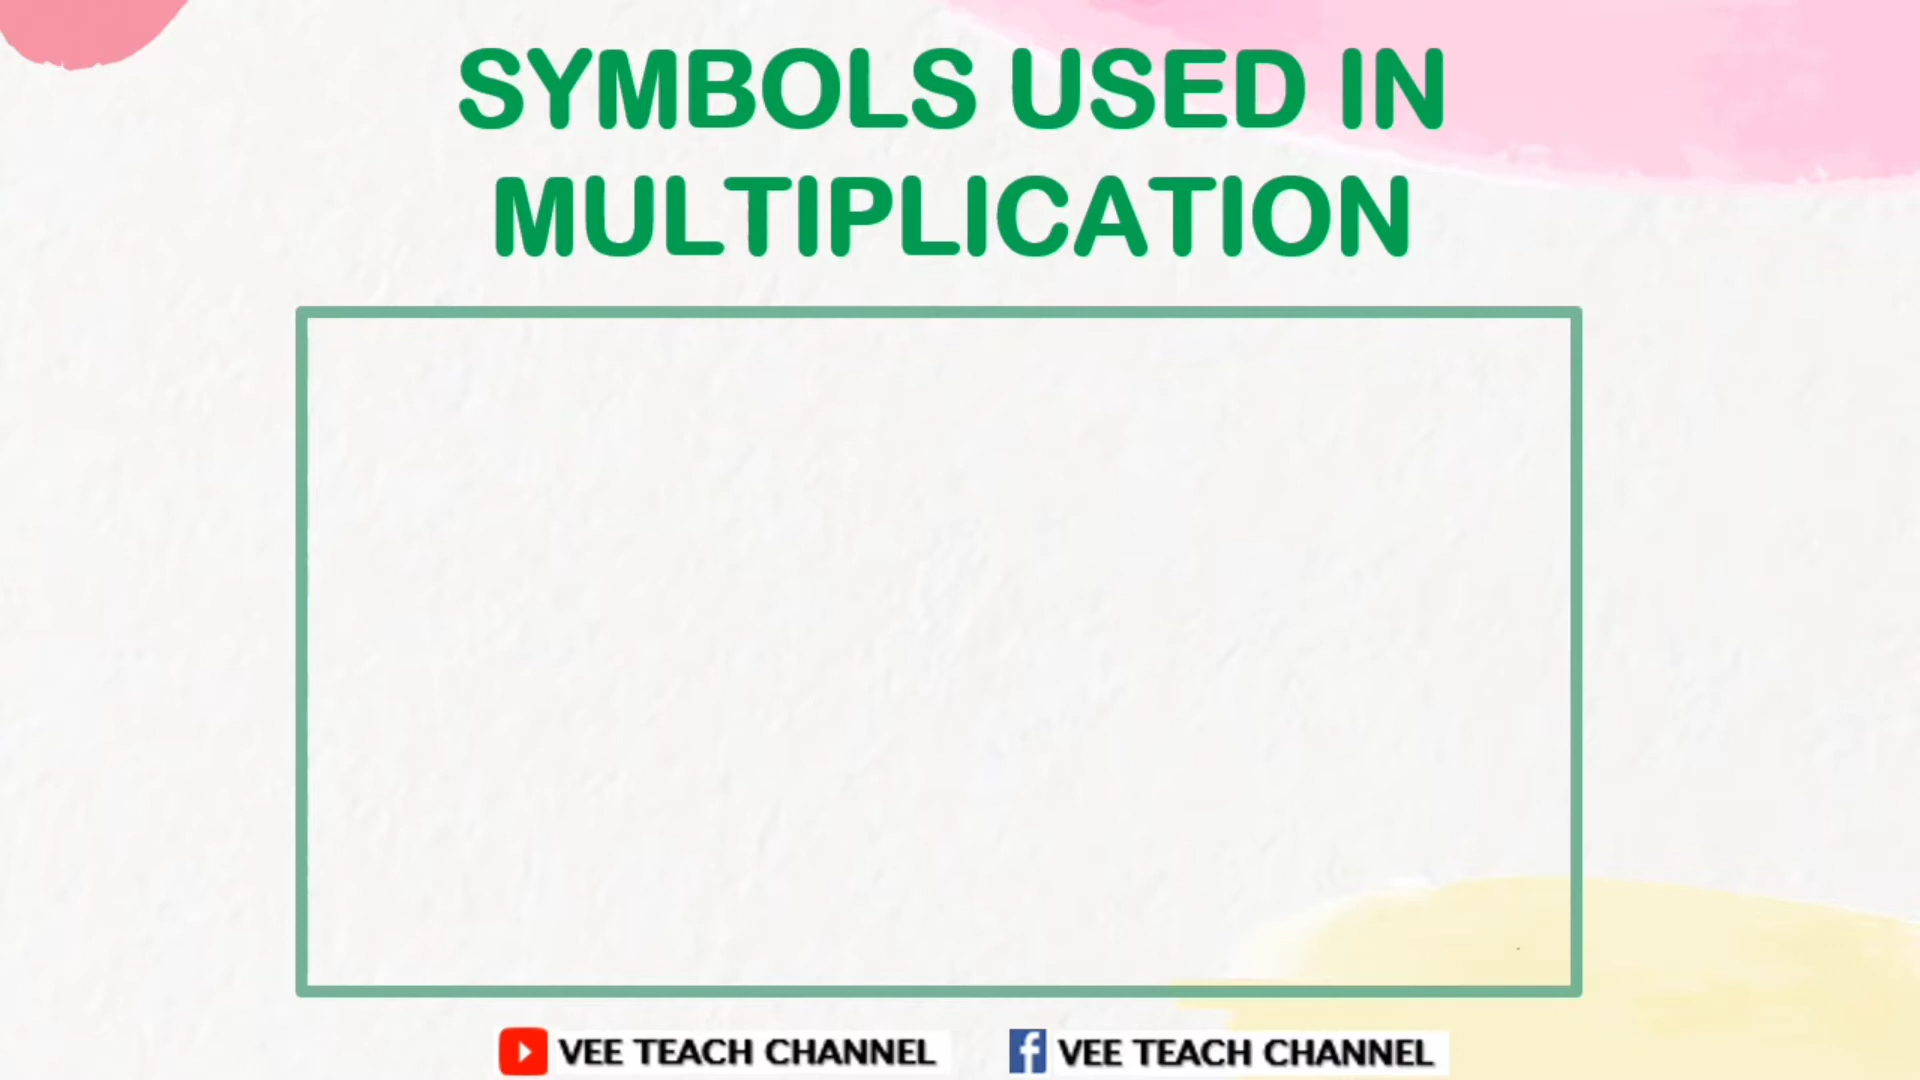 SYMBOLS USED IN
MULTIPLICATION
VEE TEACH CHANNEL
VEE TEACH CHANNEL